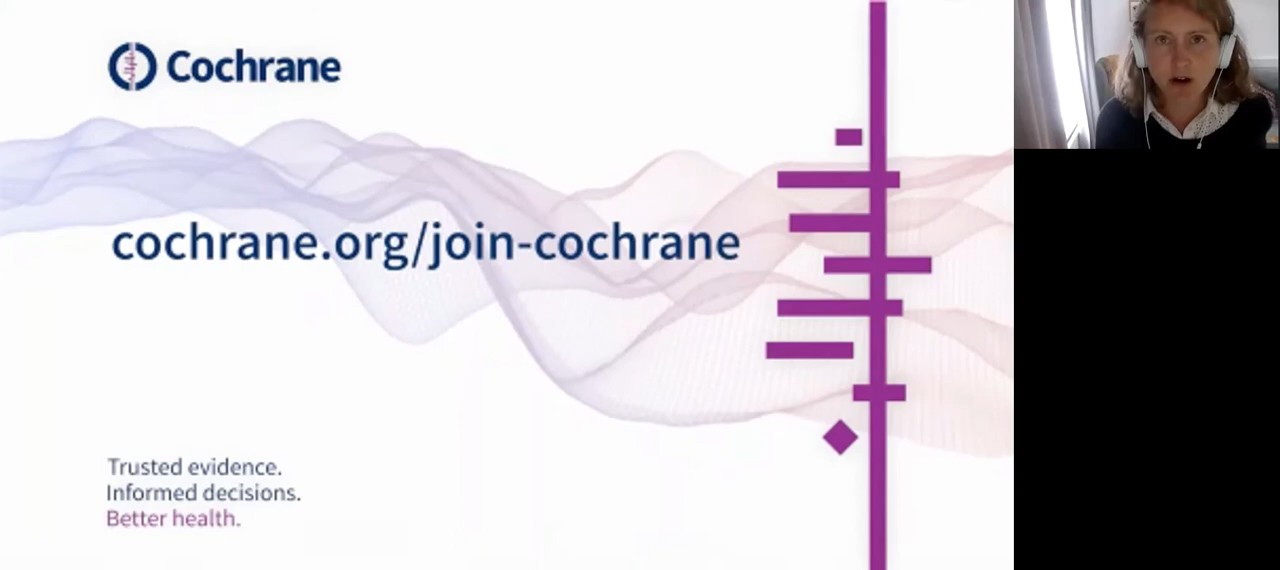 Cochrane
cochrane.org/join-cochrane
Trusted evidence.
Informed decisions.
Better health.